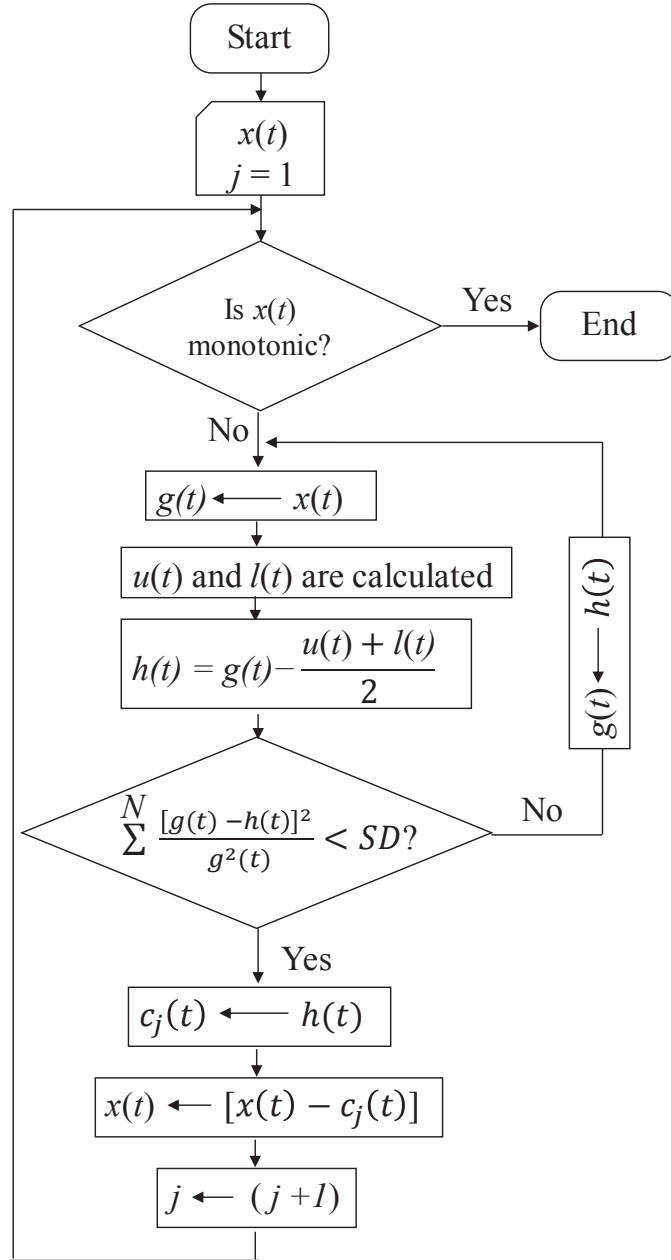 Start
x(t)
j = 1
Is x(t)
monotonic?
Yes
End
No
g(t) ⟵ x(t)
u(t) and l(t) are calculated
h(t) = g(t) − (u(t) + l(t))/2
g(t) ⟵ h(t)
∑^N [g(t) − h(t)]²/g²(t) < SD?
No
Yes
c_j(t) ⟵ h(t)
x(t) ⟵ [x(t) − c_j(t)]
j ⟵ (j +1)